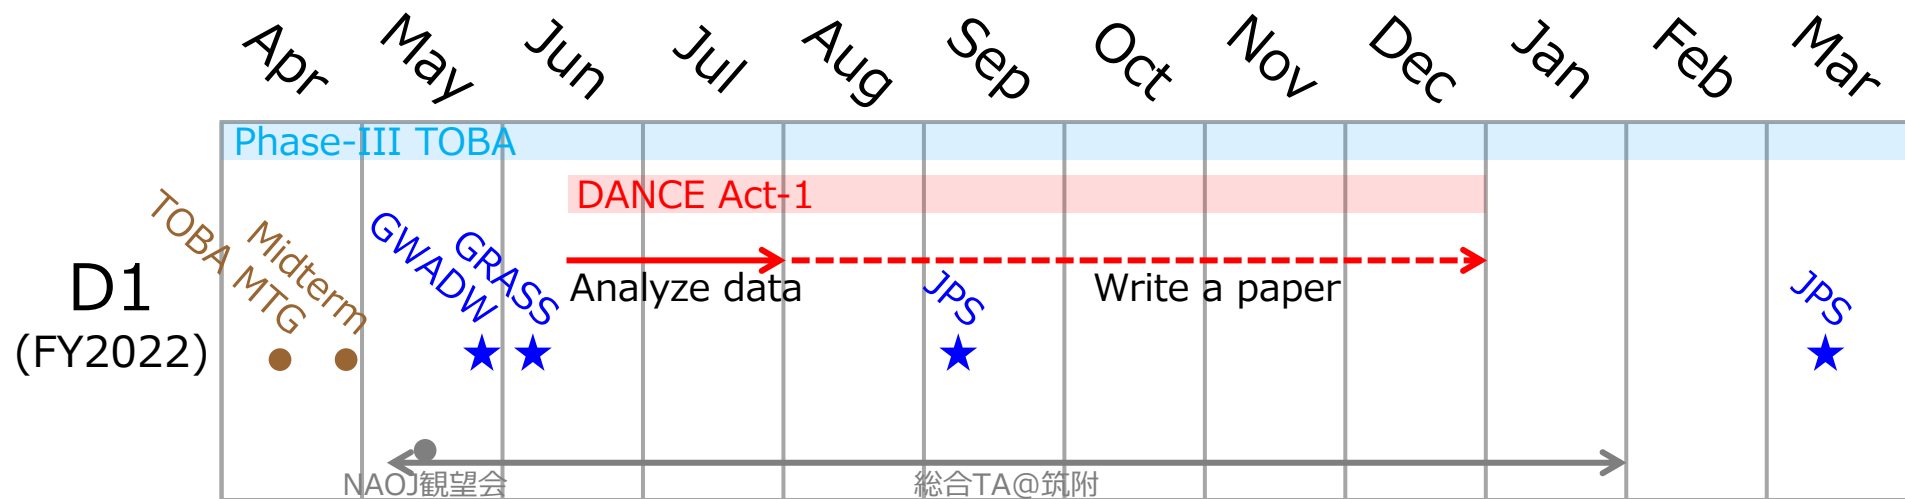 Apr May Jun Jul Aug Sep Oct Nov Dec Jan Feb Mar
Phase-III TOBA
DANCE Act-1
TOBA MTG
Midterm
GWADW
GRASS
Analyze data
JPS
Write a paper
JPS
D1
(FY2022)
NAOJ観望会
総合TA@筑附